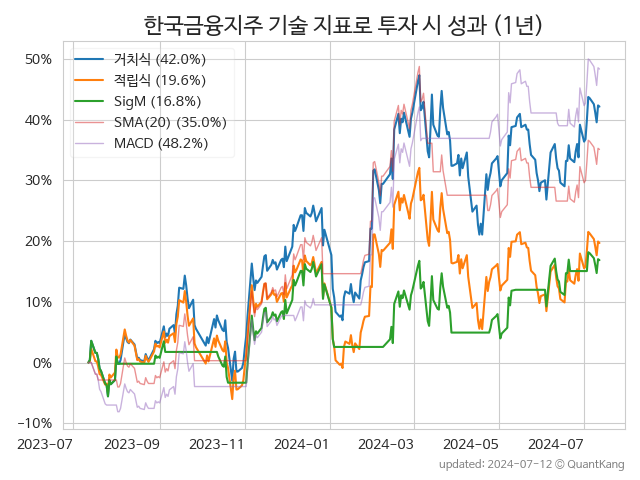 한국금융지주 기술 지표로 투자 시 성과 (1년)
50%
40%
30%
20%
10%
0%
−10%
거치식 (42.0%)
적립식 (19.6%)
SigM (16.8%)
SMA(20) (35.0%)
MACD (48.2%)
2023-07
2023-09
2023-11
2024-01
2024-03
2024-05
2024-07
updated: 2024-07-12 © QuantKang